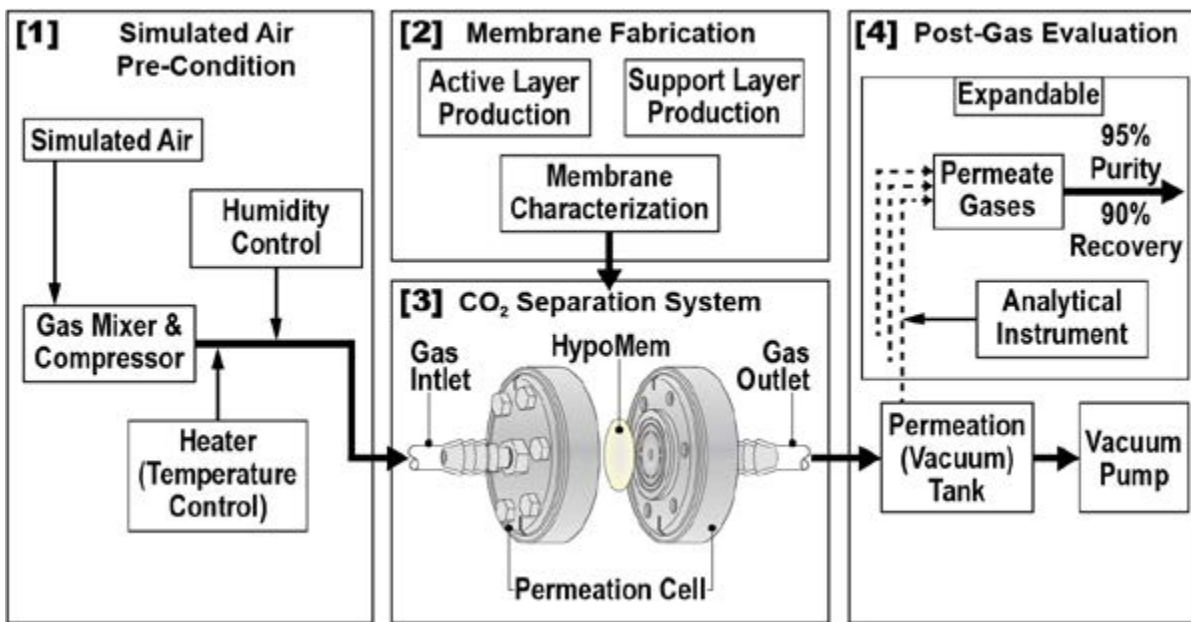 [1] Simulated Air
Pre-Condition
Simulated Air
Humidity
Control
Gas Mixer &
Compressor
Heater
(Temperature
Control)
[2] Membrane Fabrication
Active Layer
Production
Support Layer
Production
Membrane
Characterization
[3] CO₂ Separation System
HypoMem
Gas
Intlet
Gas
Outlet
Permeation Cell
[4] Post-Gas Evaluation
Expandable
Permeate
Gases
95%
Purity
90%
Recovery
Analytical
Instrument
Permeation
(Vacuum)
Tank
Vacuum
Pump